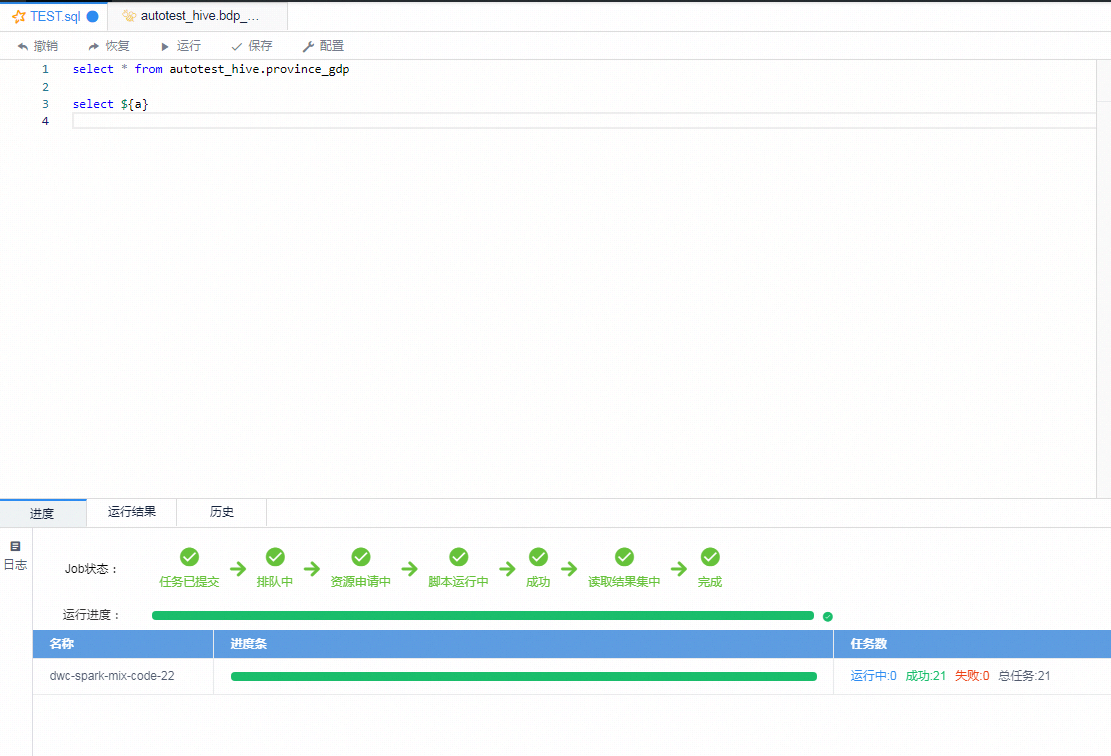 TEST.sql autotest_hive.bdp_...
撤销 恢复 运行 保存 配置
1 select * from autotest_hive.province_gdp
2
3 select ${a}
4
进度 运行结果 历史
日志
Job状态：
任务已提交 排队中 资源申请中 脚本运行中 成功 读取结果集中 完成
运行进度：
名称 进度条 任务数
dwc-spark-mix-code-22 运行中:0 成功:21 失败:0 总任务:21